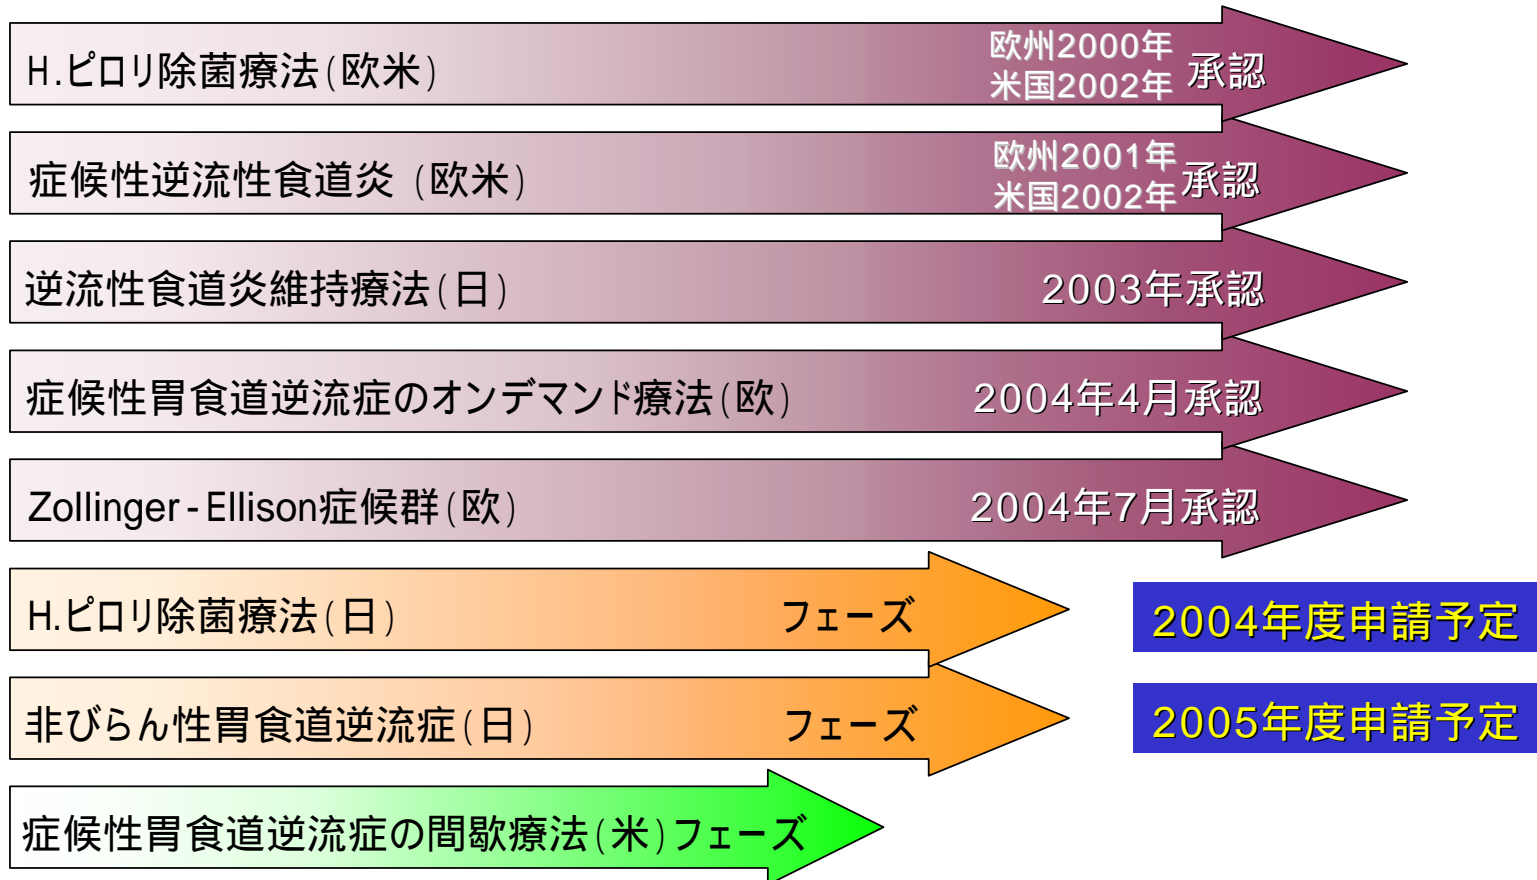 H.ピロリ除菌療法(欧米)
欧州2000年
米国2002年
承認
症候性逆流性食道炎 (欧米)
欧州2001年
米国2002年
承認
逆流性食道炎維持療法(日)
2003年承認
症候性胃食道逆流症のオンデマンド療法(欧)
2004年4月承認
Zollinger-Ellison症候群(欧)
2004年7月承認
H.ピロリ除菌療法(日)
フェーズ
2004年度申請予定
非びらん性胃食道逆流症(日)
フェーズ
2005年度申請予定
症候性胃食道逆流症の間歇療法(米)フェーズ